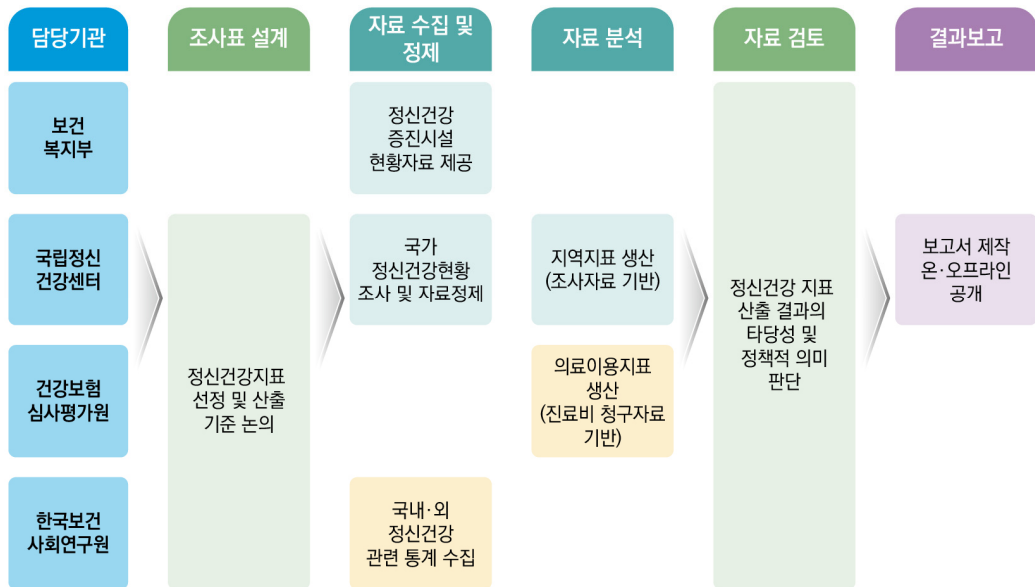 담당기관
조사표 설계
자료 수집 및
정제
자료 분석
자료 검토
결과보고
보건
복지부
정신건강
증진시설
현황자료 제공
국립정신
건강센터
국가
정신건강현황
조사 및 자료정제
지역지표 생산
(조사자료 기반)
보고서 제작
온·오프라인
공개
정신건강 지표
산출 결과의
타당성 및
정책적 의미
판단
건강보험
심사평가원
정신건강지표
선정 및 산출
기준 논의
의료이용지표
생산
(진료비 청구자료
기반)
한국보건
사회연구원
국내·외
정신건강
관련 통계 수집